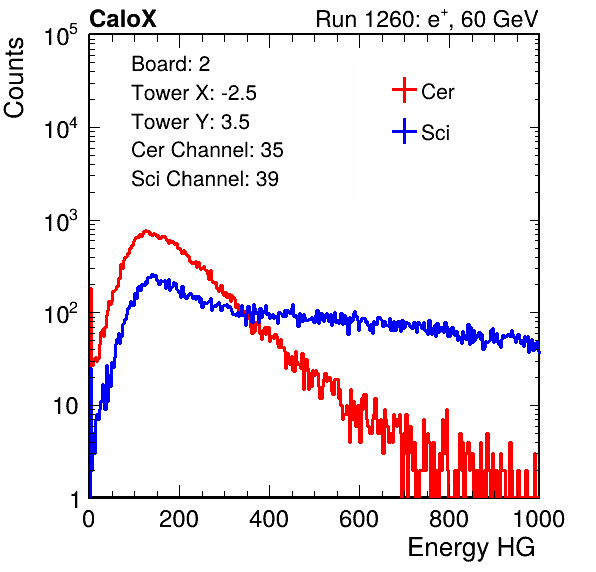 CaloX Run 1260: e+, 60 GeV
Counts
Board: 2
Tower X: -2.5
Tower Y: 3.5
Cer Channel: 35
Sci Channel: 39
Cer
Sci
10^5
10^4
10^3
10^2
10
1
0 200 400 600 800 1000
Energy HG